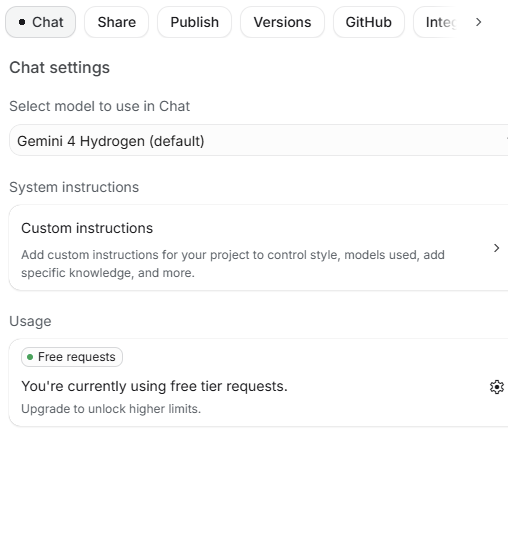 Chat
Share
Publish
Versions
GitHub
Chat settings
Select model to use in Chat
Gemini 4 Hydrogen (default)
System instructions
Custom instructions
Add custom instructions for your project to control style, models used, add
specific knowledge, and more.
Usage
Free requests
You're currently using free tier requests.
Upgrade to unlock higher limits.